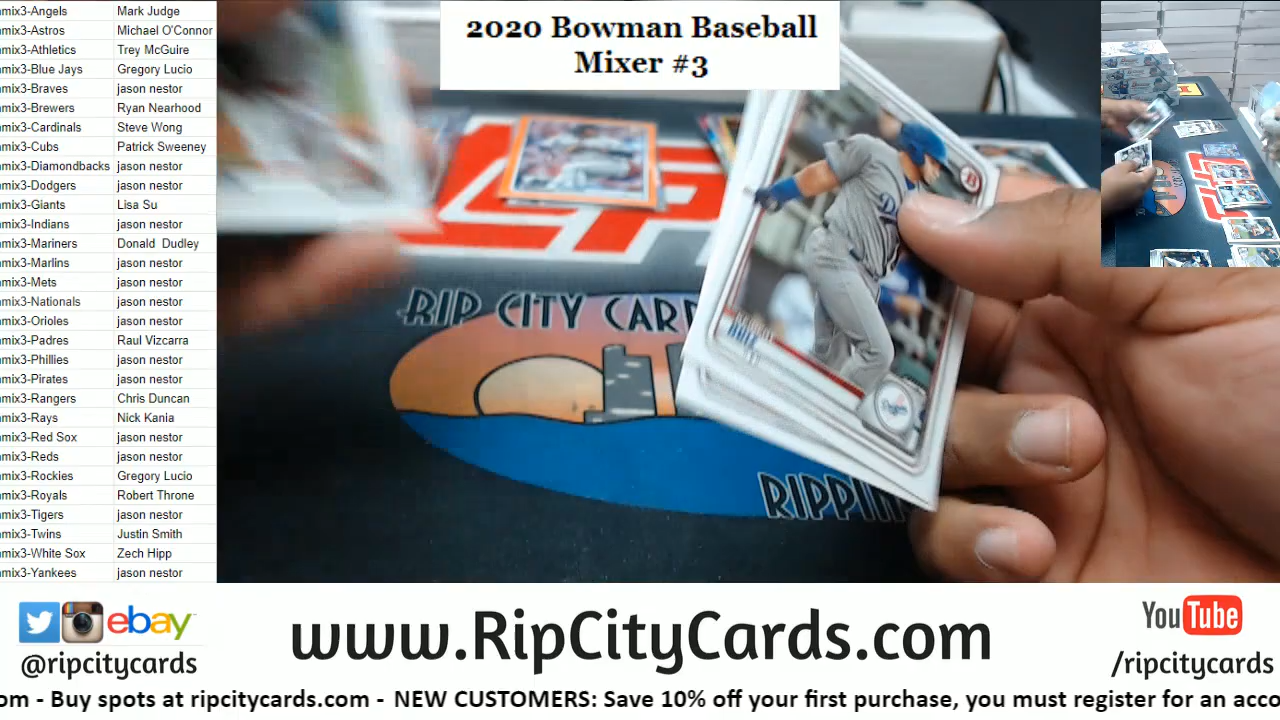 mix3-Angels Mark Judge
mix3-Astros Michael O'Connor
mix3-Athletics Trey McGuire
mix3-Blue Jays Gregory Lucio
mix3-Braves jason nestor
mix3-Brewers Ryan Nearhood
mix3-Cardinals Steve Wong
mix3-Cubs Patrick Sweeney
mix3-Diamondbacks jason nestor
mix3-Dodgers jason nestor
mix3-Giants Lisa Su
mix3-Indians jason nestor
mix3-Mariners Donald Dudley
mix3-Marlins jason nestor
mix3-Mets jason nestor
mix3-Nationals jason nestor
mix3-Orioles jason nestor
mix3-Padres Raul Vizcarra
mix3-Phillies jason nestor
mix3-Pirates jason nestor
mix3-Rangers Chris Duncan
mix3-Rays Nick Kania
mix3-Red Sox jason nestor
mix3-Reds jason nestor
mix3-Rockies Gregory Lucio
mix3-Royals Robert Throne
mix3-Tigers jason nestor
mix3-Twins Justin Smith
mix3-White Sox Zech Hipp
mix3-Yankees jason nestor
2020 Bowman Baseball
Mixer #3
RIP CITY CAR
RIPPIN
RUIZ
Dodgers
ebay
@ripcitycards
www.RipCityCards.com
YouTube
/ripcitycards
om - Buy spots at ripcitycards.com - NEW CUSTOMERS: Save 10% off your first purchase, you must register for an acco